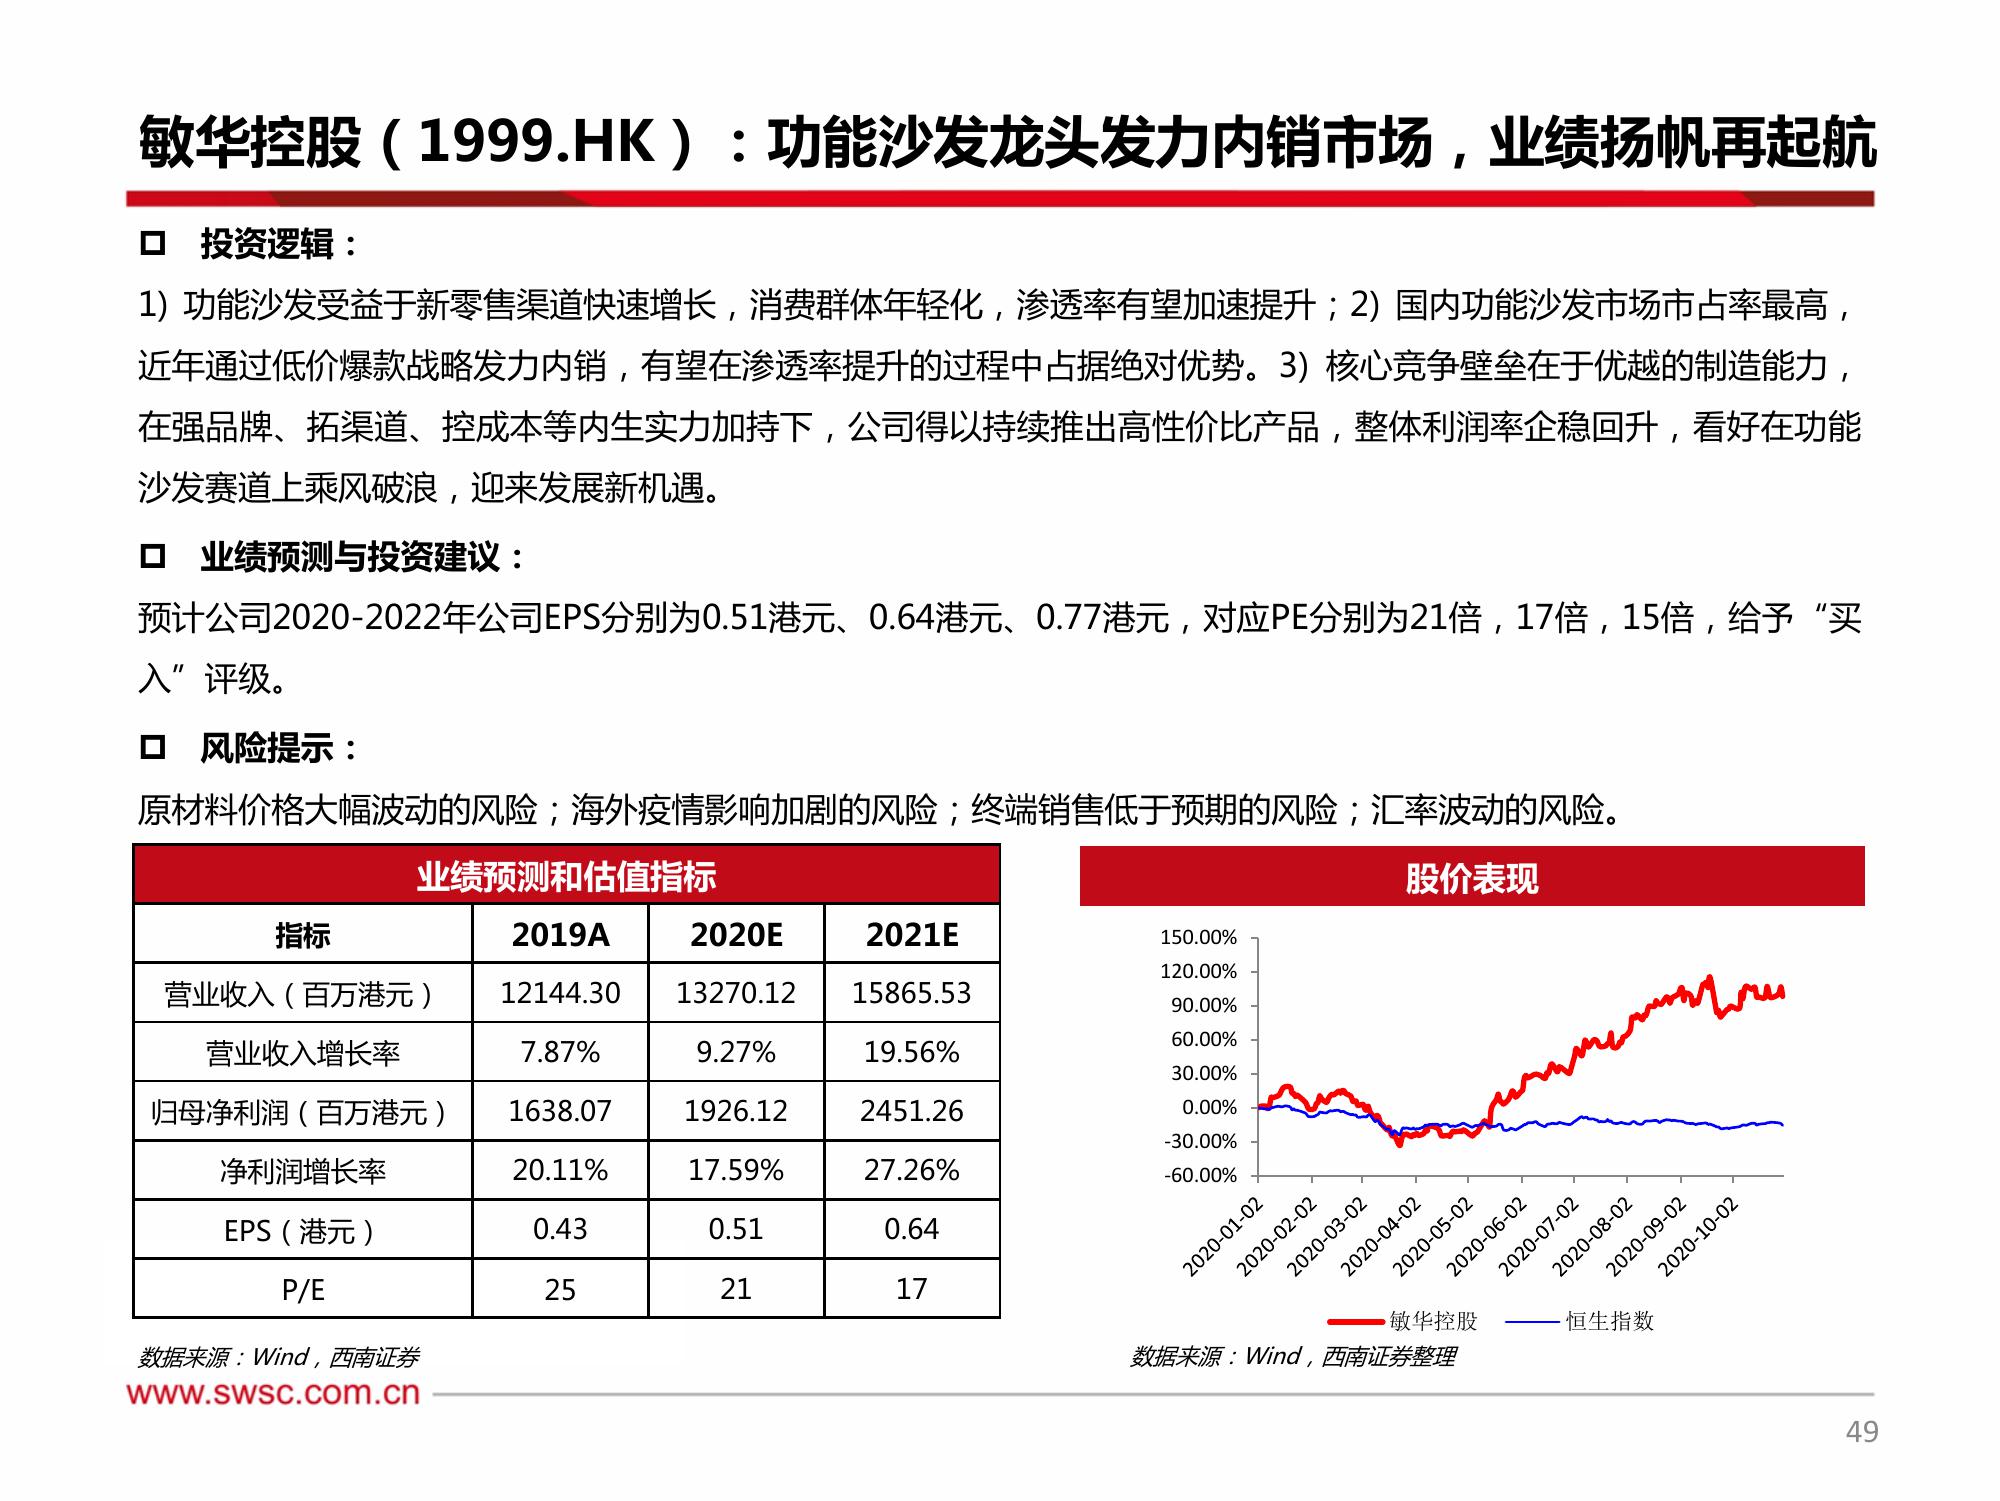 敏华控股（1999.HK）：功能沙发龙头发力内销市场，业绩扬帆再起航
投资逻辑：
1) 功能沙发受益于新零售渠道快速增长，消费群体年轻化，渗透率有望加速提升；2) 国内功能沙发市场市占率最高，
近年通过低价爆款战略发力内销，有望在渗透率提升的过程中占据绝对优势。3) 核心竞争壁垒在于优越的制造能力，
在强品牌、拓渠道、控成本等内生实力加持下，公司得以持续推出高性价比产品，整体利润率企稳回升，看好在功能
沙发赛道上乘风破浪，迎来发展新机遇。
业绩预测与投资建议：
预计公司2020-2022年公司EPS分别为0.51港元、0.64港元、0.77港元，对应PE分别为21倍，17倍，15倍，给予“买
入”评级。
风险提示：
原材料价格大幅波动的风险；海外疫情影响加剧的风险；终端销售低于预期的风险；汇率波动的风险。
业绩预测和估值指标
指标 2019A 2020E 2021E
营业收入（百万港元） 12144.30 13270.12 15865.53
营业收入增长率 7.87% 9.27% 19.56%
归母净利润（百万港元） 1638.07 1926.12 2451.26
净利润增长率 20.11% 17.59% 27.26%
EPS（港元） 0.43 0.51 0.64
P/E 25 21 17
数据来源：Wind，西南证券
股价表现
150.00%
120.00%
90.00%
60.00%
30.00%
0.00%
-30.00%
-60.00%
2020-01-02 2020-02-02 2020-03-02 2020-04-02 2020-05-02 2020-06-02 2020-07-02 2020-08-02 2020-09-02 2020-10-02
敏华控股 恒生指数
数据来源：Wind，西南证券整理
www.swsc.com.cn
49